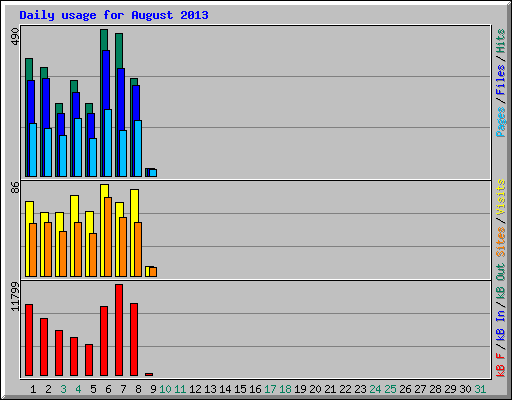 Daily usage for August 2013
490
Pages/Files/Hits
86
Sites/Visits
11799
kB F/kB In/kB Out
1 2 3 4 5 6 7 8 9 10 11 12 13 14 15 16 17 18 19 20 21 22 23 24 25 26 27 28 29 30 31